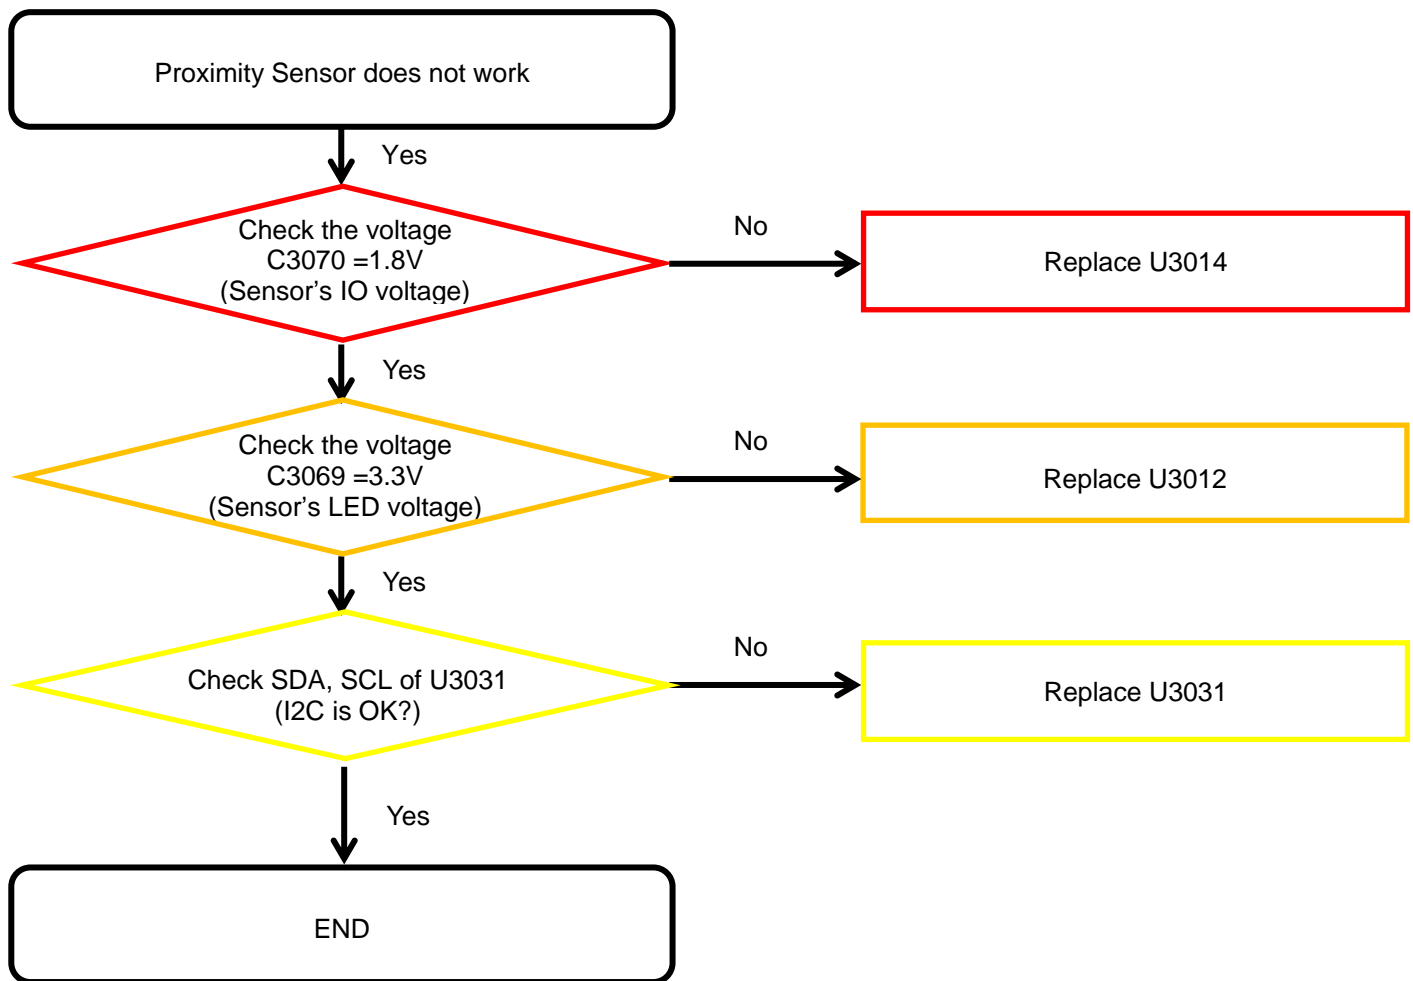 Proximity Sensor does not work
Yes
Check the voltage
C3070 =1.8V
(Sensor’s IO voltage)
No
Replace U3014
Yes
Check the voltage
C3069 =3.3V
(Sensor’s LED voltage)
No
Replace U3012
Yes
Check SDA, SCL of U3031
(I2C is OK?)
No
Replace U3031
Yes
END